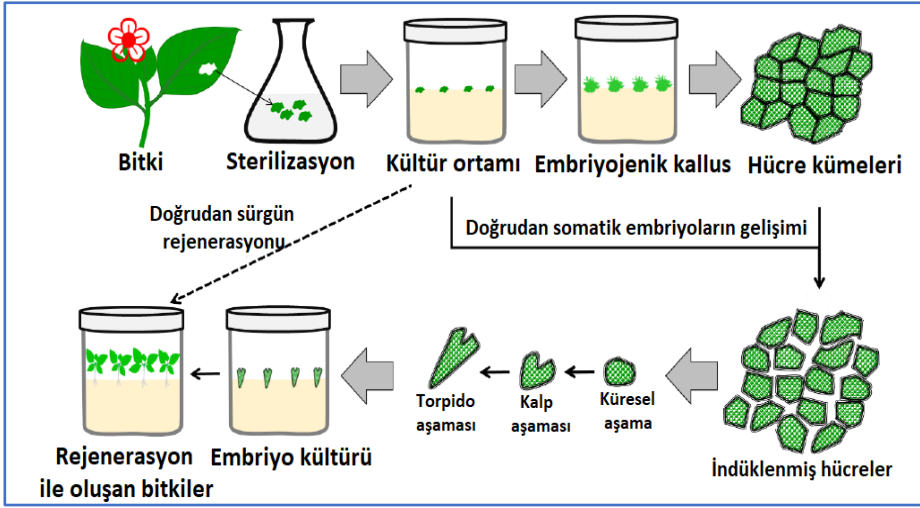 Bitki
Sterilizasyon
Kültür ortamı
Embriyojenik kallus
Hücre kümeleri
Doğrudan sürgün
rejenerasyonu
Doğrudan somatik embriyoların gelişimi
Torpido
aşaması
Kalp
aşaması
Küresel
aşama
Rejenerasyon
ile oluşan bitkiler
Embriyo kültürü
İndüklenmiş hücreler